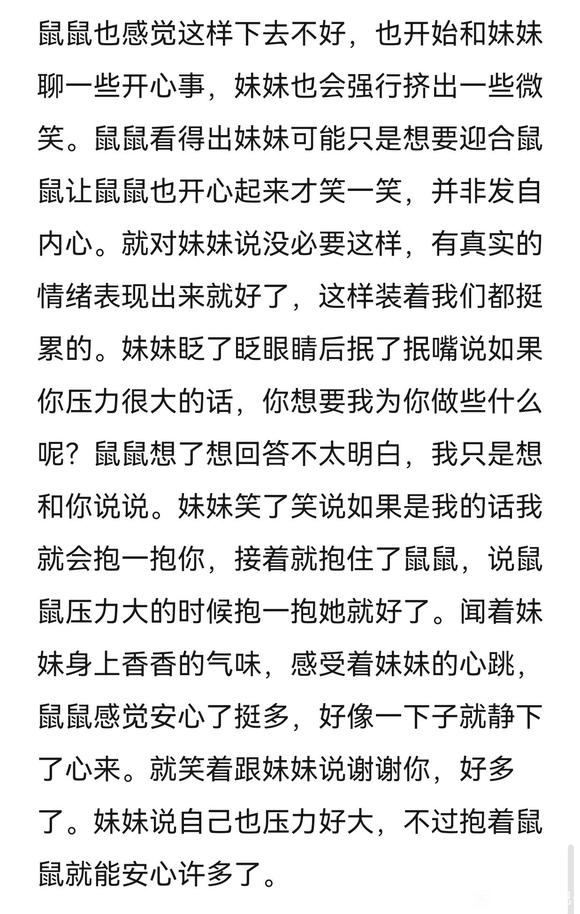 鼠鼠也感觉这样下去不好，也开始和妹妹
聊一些开心事，妹妹也会强行挤出一些微
笑。鼠鼠看得出妹妹可能只是想要迎合鼠
鼠让鼠鼠也开心起来才笑一笑，并非发自
内心。就对妹妹说没必要这样，有真实的
情绪表现出来就好了，这样装着我们都挺
累的。妹妹眨了眨眼睛后抿了抿嘴说如果
你压力很大的话，你想要我为你做些什么
呢？鼠鼠想了想回答不太明白，我只是想
和你说说。妹妹笑了笑说如果是我的话我
就会抱一抱你，接着就抱住了鼠鼠，说鼠
鼠压力大的时候抱一抱她就好了。闻着妹
妹身上香香的气味，感受着妹妹的心跳，
鼠鼠感觉安心了挺多，好像一下子就静下
了心来。就笑着跟妹妹说谢谢你，好多
了。妹妹说自己也压力好大，不过抱着鼠
鼠就能安心许多了。